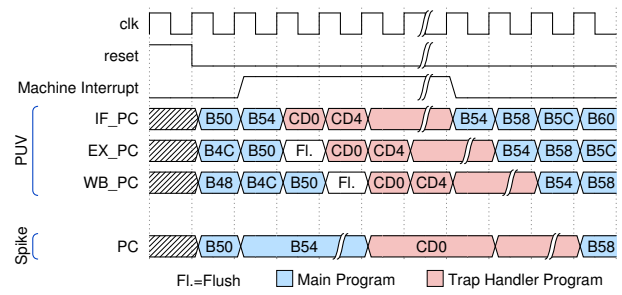 clk
reset
Machine Interrupt
PUV
IF_PC B50 B54 CD0 CD4 B54 B58 B5C B60
EX_PC B4C B50 Fl. CD0 CD4 B54 B58 B5C
WB_PC B48 B4C B50 Fl. CD0 CD4 B54 B58
Spike
PC B50 B54 CD0 B58
Fl.=Flush Main Program Trap Handler Program